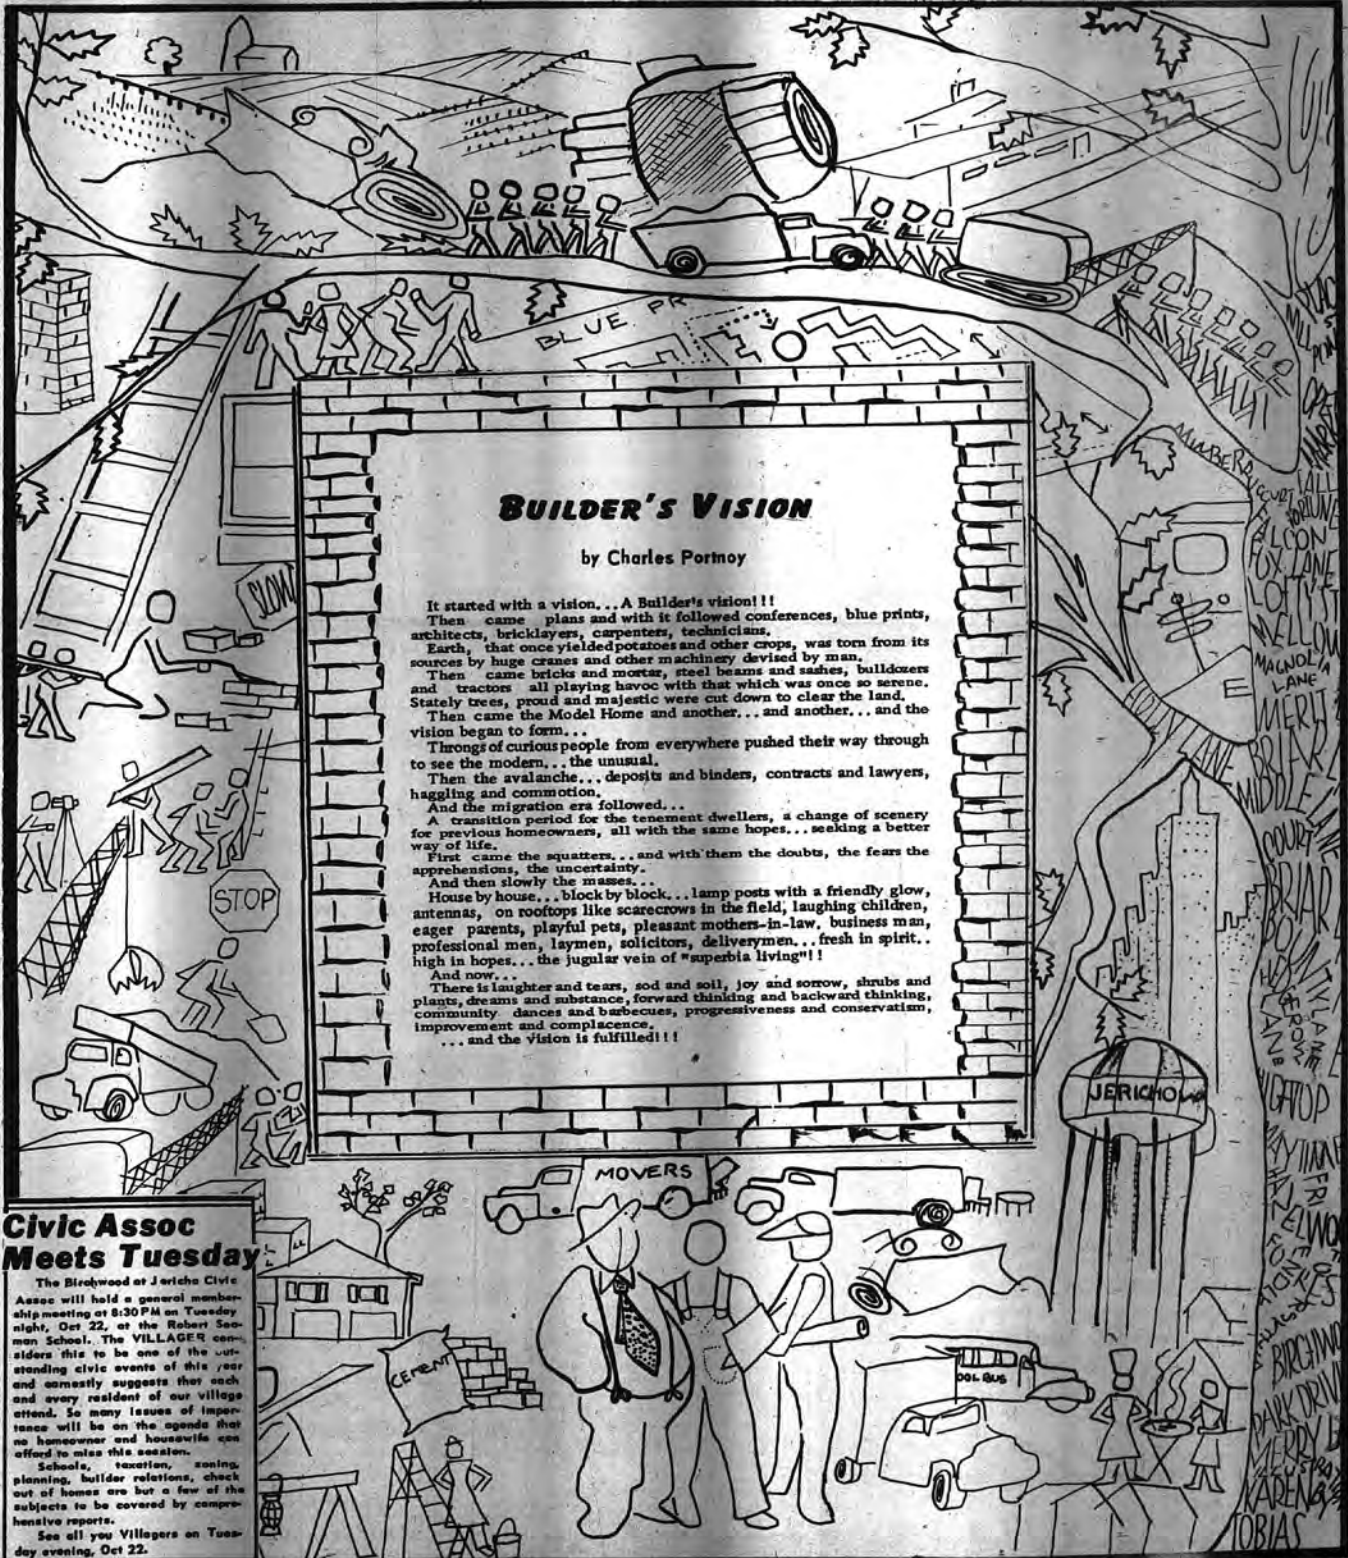 BLUE PR
SLOW
STOP
BUILDER'S VISION
by Charles Portnoy
It started with a vision...A Builder's vision!!!
Then came plans and with it followed conferences, blue prints,
architects, bricklayers, carpenters, technicians.
Earth, that once yielded potatoes and other crops, was torn from its
sources by huge cranes and other machinery devised by man.
Then came bricks and mortar, steel beams and sashes, bulldozers
and tractors all playing havoc with that which was once so serene.
Stately trees, proud and majestic were cut down to clear the land.
Then came the Model Home and another...and another...and the
vision began to form...
Throngs of curious people from everywhere pushed their way through
to see the modern...the unusual.
Then the avalanche...deposits and binders, contracts and lawyers,
haggling and commotion.
And the migration era followed...
A transition period for the tenement dwellers, a change of scenery
for previous homeowners, all with the same hopes...seeking a better
way of life.
First came the squatters...and with them the doubts, the fears the
apprehensions, the uncertainty.
And then slowly the masses...
House by house...block by block...lamp posts with a friendly glow,
antennas, on rooftops like scarecrows in the field, laughing children,
eager parents, playful pets, pleasant mothers-in-law, business man,
professional men, laymen, solicitors, deliverymen...fresh in spirit..
high in hopes...the jugular vein of "superbia living"!!
And now...
There is laughter and tears, sod and soil, joy and sorrow, shrubs and
plants, dreams and substance, forward thinking and backward thinking,
community dances and barbecues, progressiveness and conservatism,
improvement and complacence.
...and the vision is fulfilled!!!
COURT
FALCON
FOX LANE
MELLOW
MAGNOLIA
LANE
E
MERIT
BRIAR
MIDDLE LANE
COURT
BRIAR
BOUNTY LANE
HEDGEROW
LANE
JERICHO
HIGHTOP
HAZELWOOD
BIRCHWO
PARK DRIV
MERRY L
KAREN
TOBIAS
MOVERS
CEMENT
OOL BUS
Civic Assoc
Meets Tuesday
The Birchwood at Jericho Civic
Assoc will hold a general member-
ship meeting at 8:30 PM on Tuesday
night, Oct 22, at the Robert Sea-
man School. The VILLAGER con-
siders this to be one of the out-
standing civic events of this year
and earnestly suggests that each
and every resident of our village
attend. So many issues of impor-
tance will be on the agenda that
no homeowner and housewife can
afford to miss this session.
Schools, taxation, zoning,
planning, builder relations, check
out of homes are but a few of the
subjects to be covered by compre-
hensive reports.
See all you Villagers on Tues-
day evening, Oct 22.